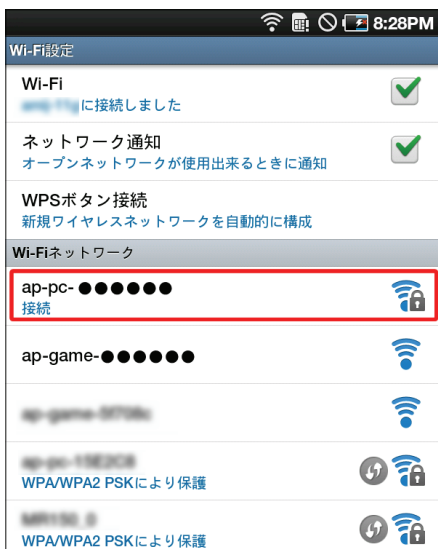 8:28PM
Wi-Fi設定
Wi-Fi
に接続しました
ネットワーク通知
オープンネットワークが使用出来るときに通知
WPSボタン接続
新規ワイヤレスネットワークを自動的に構成
Wi-Fiネットワーク
ap-pc-●●●●●●
接続
ap-game-●●●●●●
WPA/WPA2 PSKにより保護
WPA/WPA2 PSKにより保護